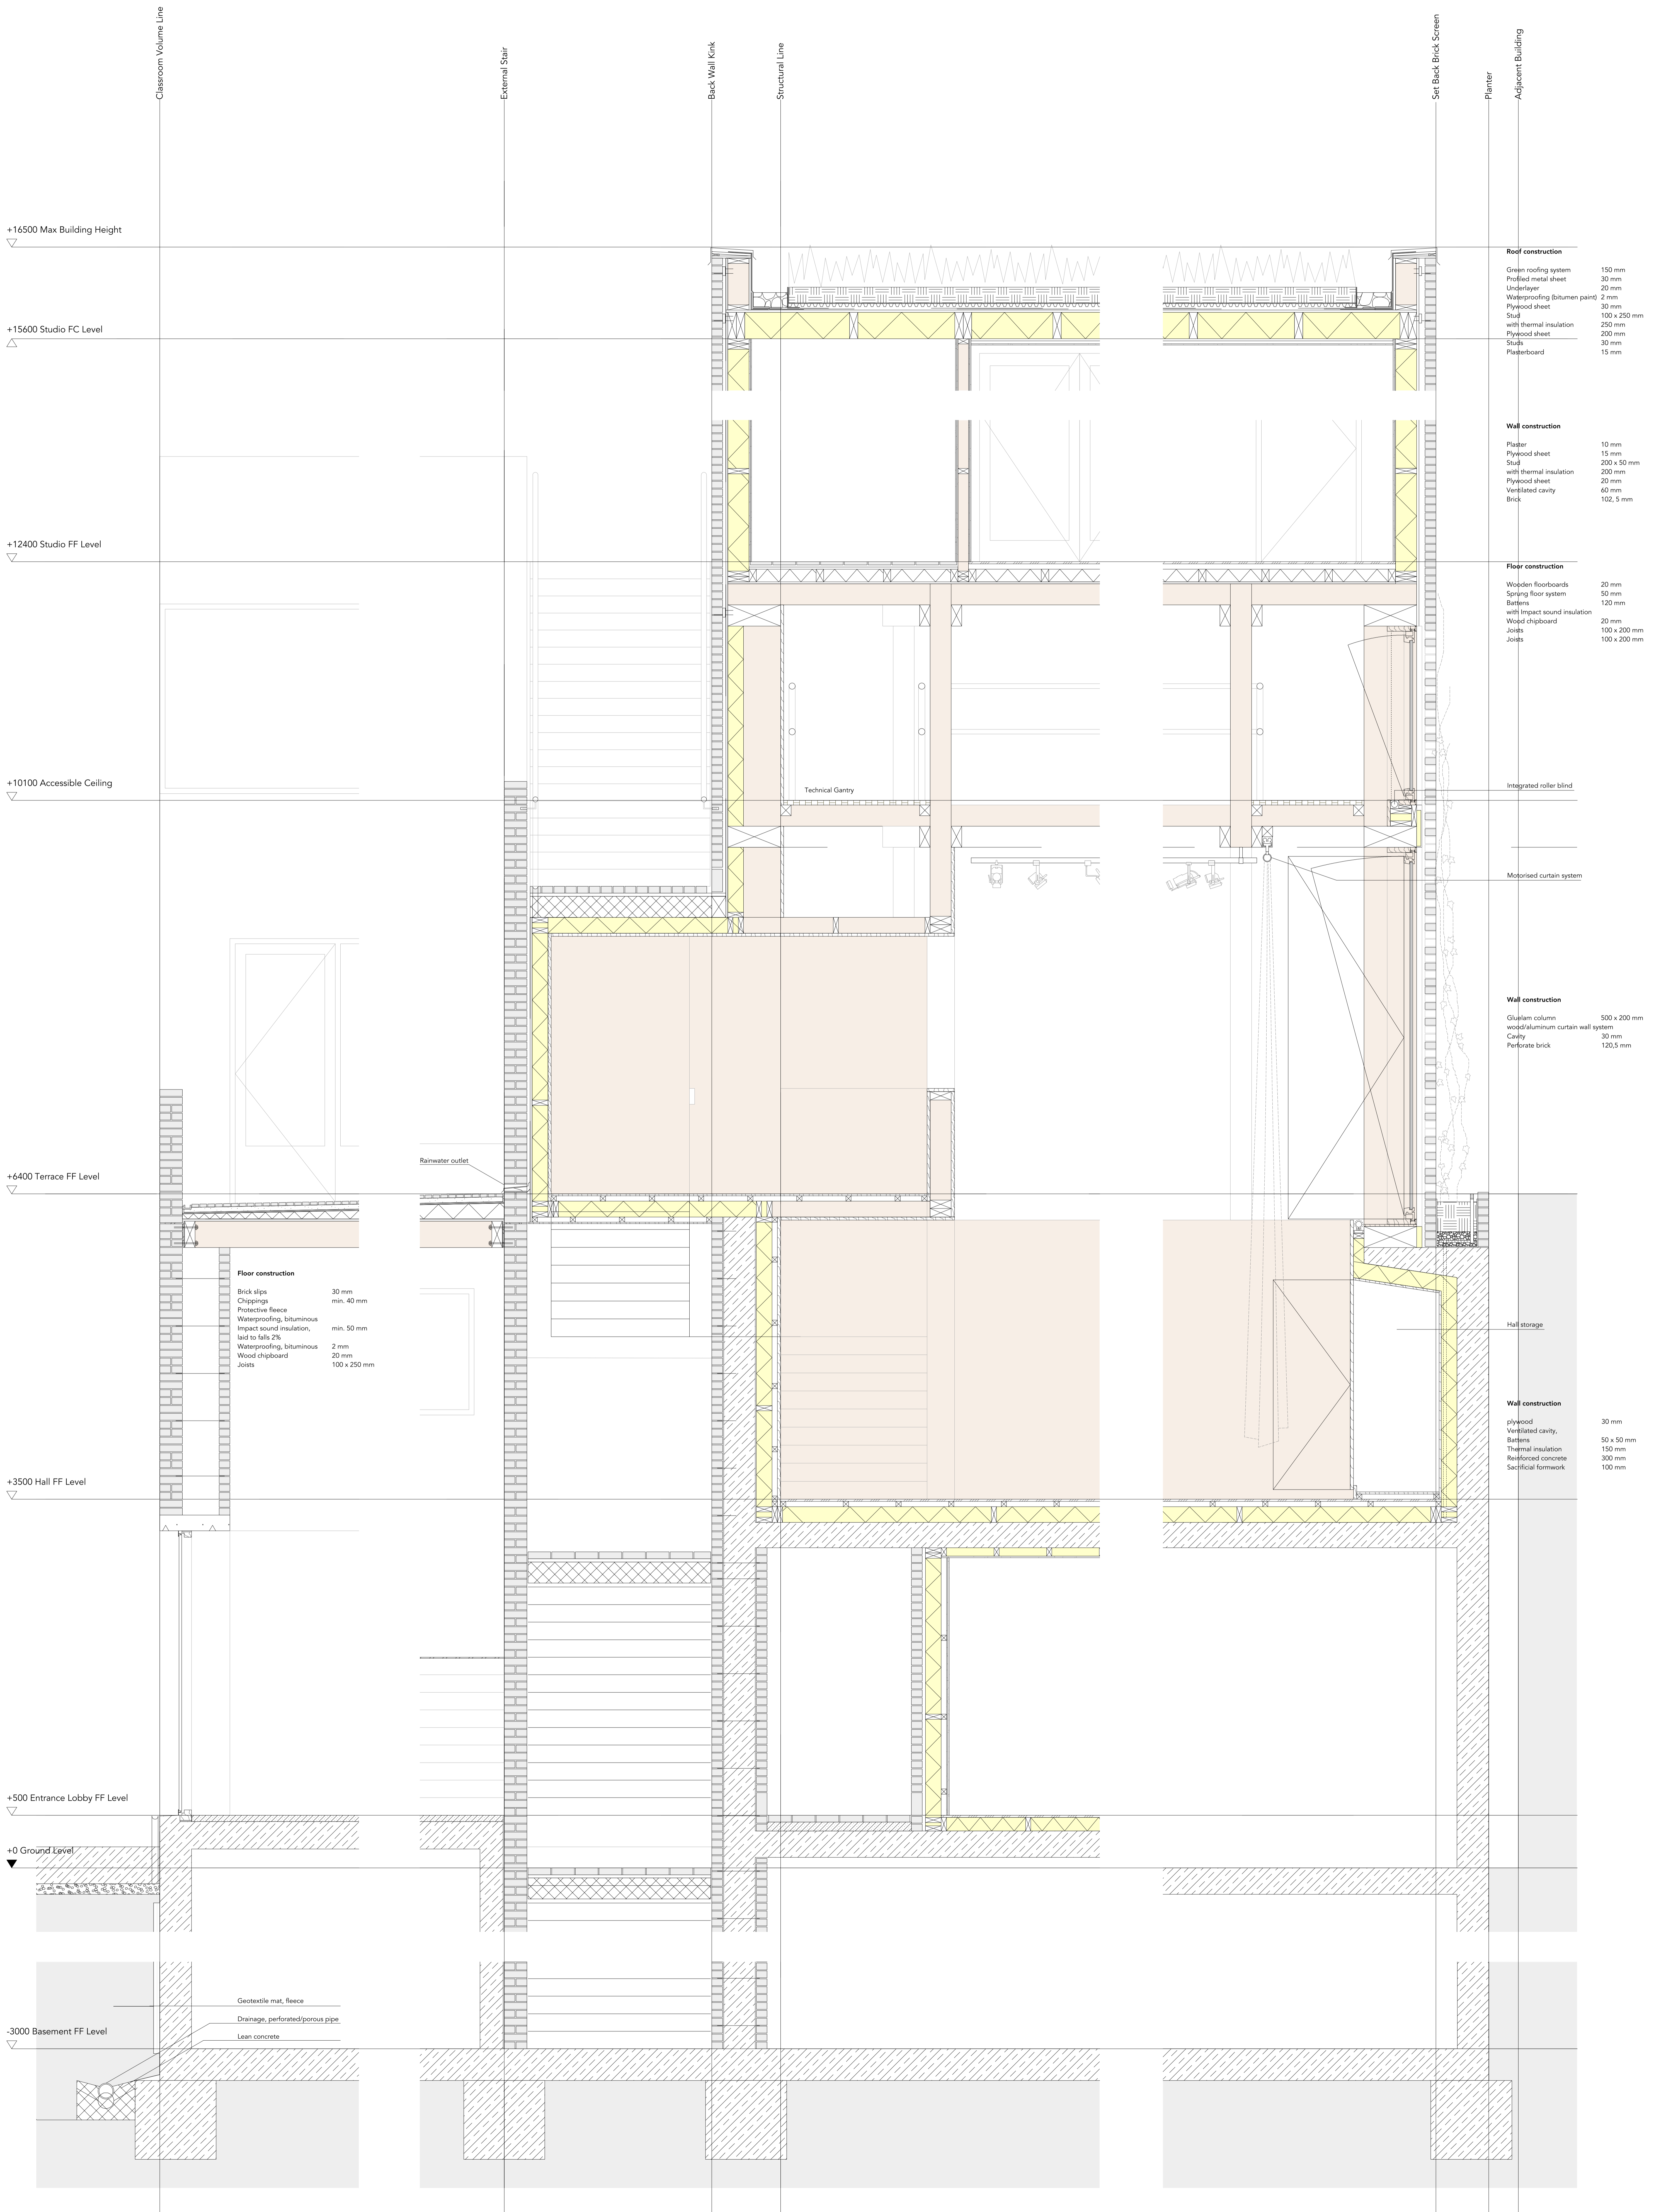 Classroom Volume Line
External Stair
Back Wall Kink
Structural Line
Set Back Brick Screen
Planter
Adjacent Building
+16500 Max Building Height
Roof construction
Green roofing system 150 mm
Profiled metal sheet 30 mm
Underlayer 20 mm
Waterproofing (bitumen paint) 2 mm
Plywood sheet 30 mm
Stud 100 x 250 mm
with thermal insulation 250 mm
Plywood sheet 200 mm
Studs 30 mm
Plasterboard 15 mm
+15600 Studio FC Level
Wall construction
Plaster 10 mm
Plywood sheet 15 mm
Stud 200 x 50 mm
with thermal insulation 200 mm
Plywood sheet 20 mm
Ventilated cavity 60 mm
Brick 102, 5 mm
+12400 Studio FF Level
Floor construction
Wooden floorboards 20 mm
Sprung floor system 50 mm
Battens 120 mm
with Impact sound insulation
Wood chipboard 20 mm
Joists 100 x 200 mm
Joists 100 x 200 mm
+10100 Accessible Ceiling
Technical Gantry
Integrated roller blind
Motorised curtain system
Wall construction
Gluelam column 500 x 200 mm
wood/aluminum curtain wall system
Cavity 30 mm
Perforate brick 120,5 mm
Rainwater outlet
+6400 Terrace FF Level
Floor construction
Brick slips 30 mm
Chippings min. 40 mm
Protective fleece
Waterproofing, bituminous
Impact sound insulation, min. 50 mm
laid to falls 2%
Waterproofing, bituminous 2 mm
Wood chipboard 20 mm
Joists 100 x 250 mm
Hall storage
Wall construction
plywood 30 mm
Ventilated cavity,
Battens 50 x 50 mm
Thermal insulation 150 mm
Reinforced concrete 300 mm
Sacrificial formwork 100 mm
+3500 Hall FF Level
+500 Entrance Lobby FF Level
+0 Ground Level
Geotextile mat, fleece
Drainage, perforated/porous pipe
Lean concrete
-3000 Basement FF Level